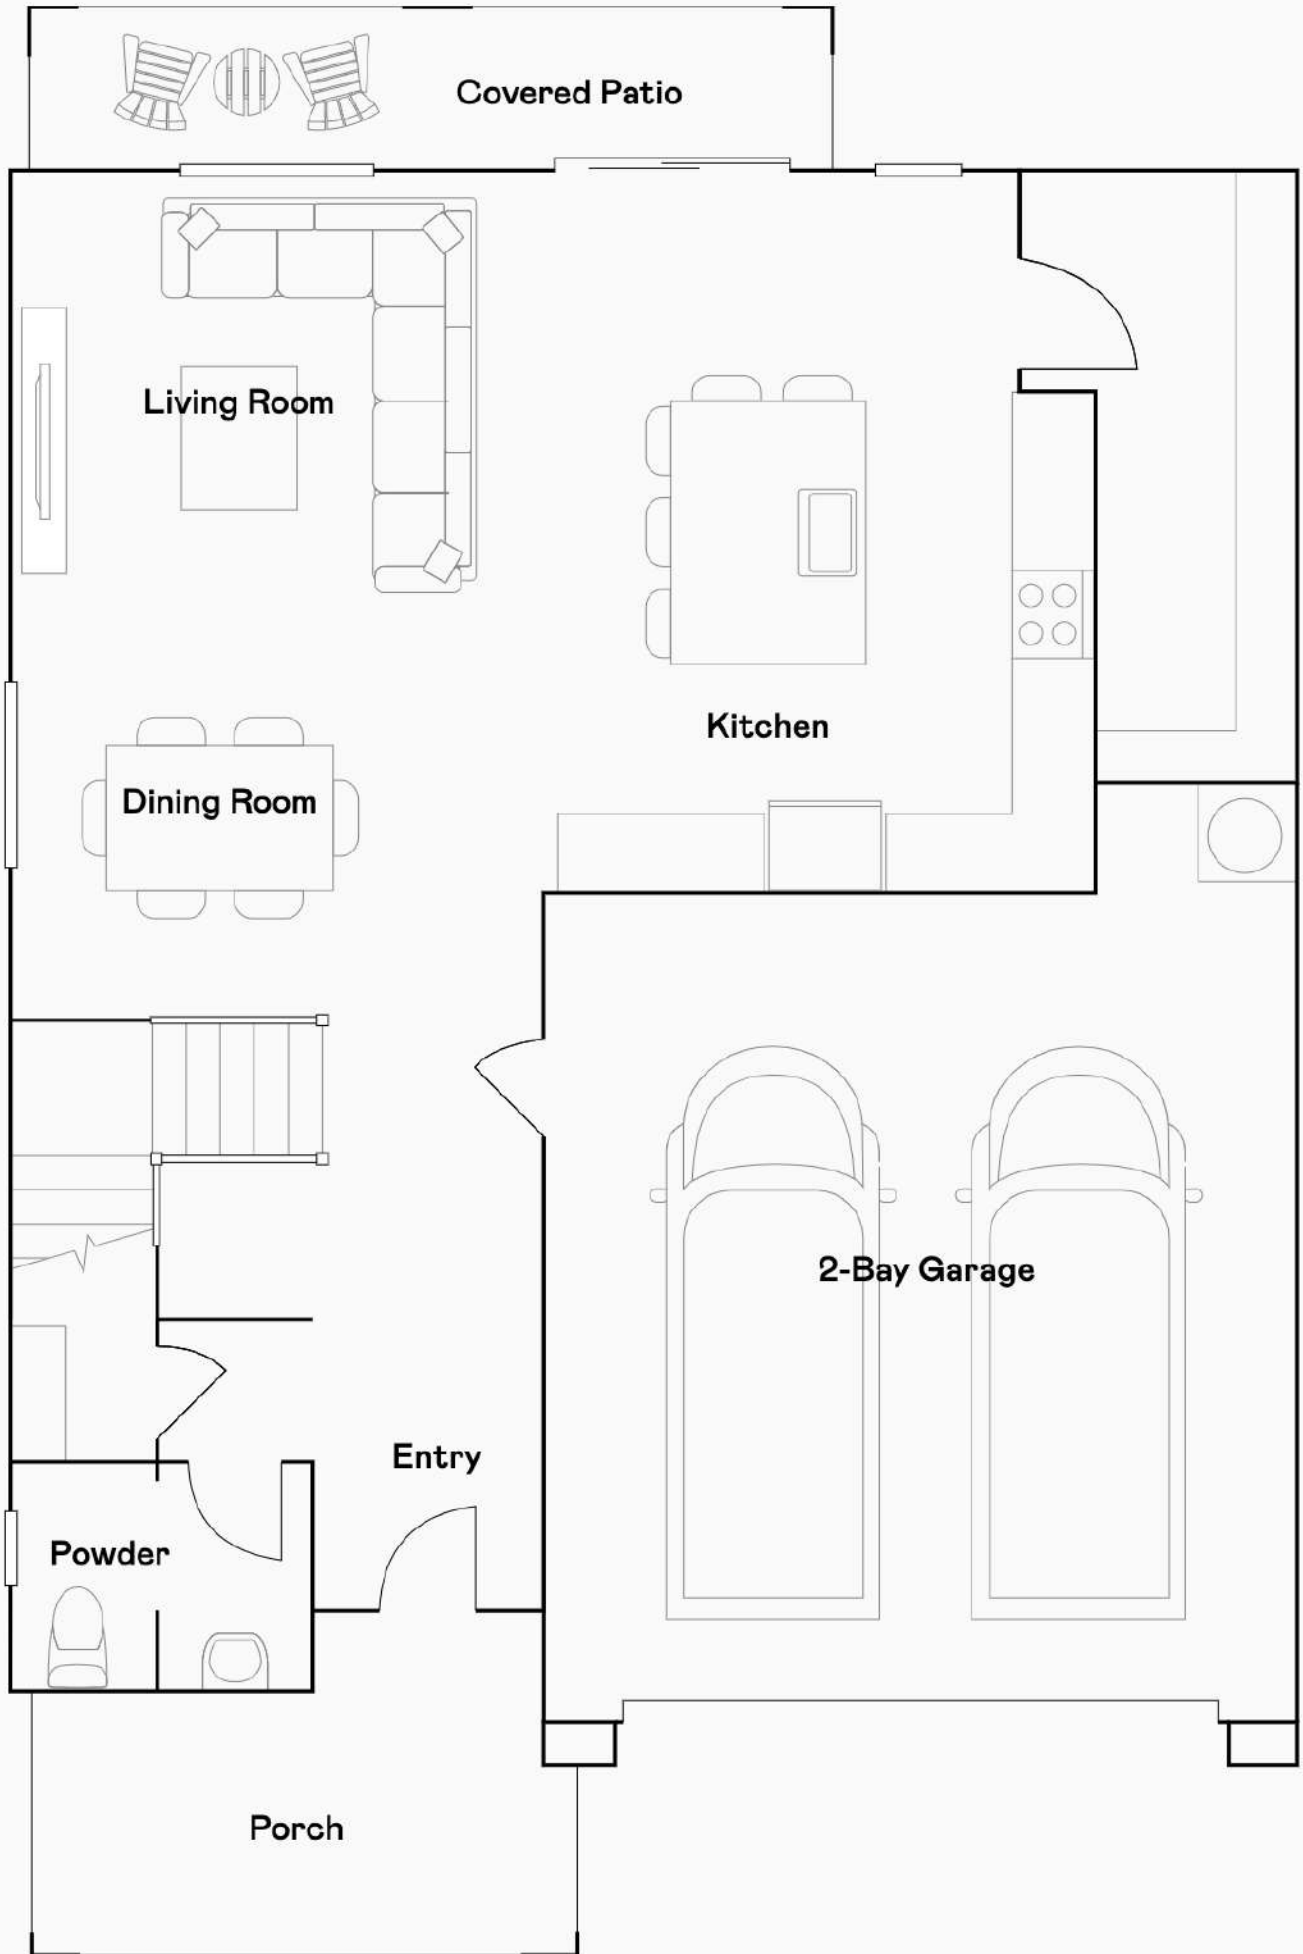 Covered Patio
Living Room
Kitchen
Dining Room
2-Bay Garage
Entry
Powder
Porch